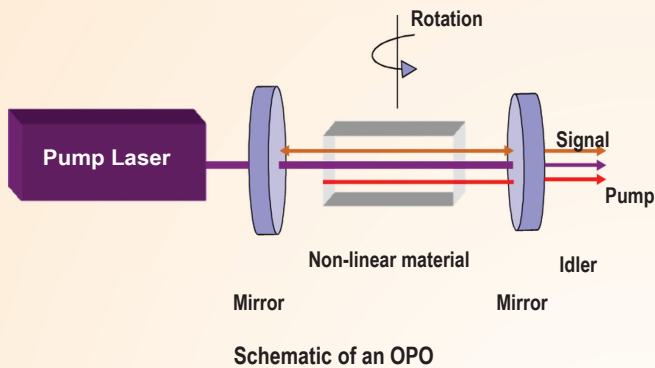 Rotation
Pump Laser
Signal
Pump
Non-linear material
Idler
Mirror
Mirror
Schematic of an OPO